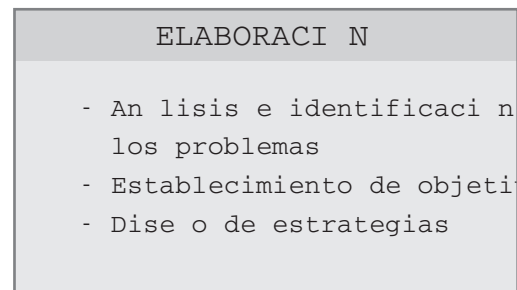 ELABORACI N
- An lisis e identificaci n
los problemas
- Establecimiento de objeti
- Dise o de estrategias